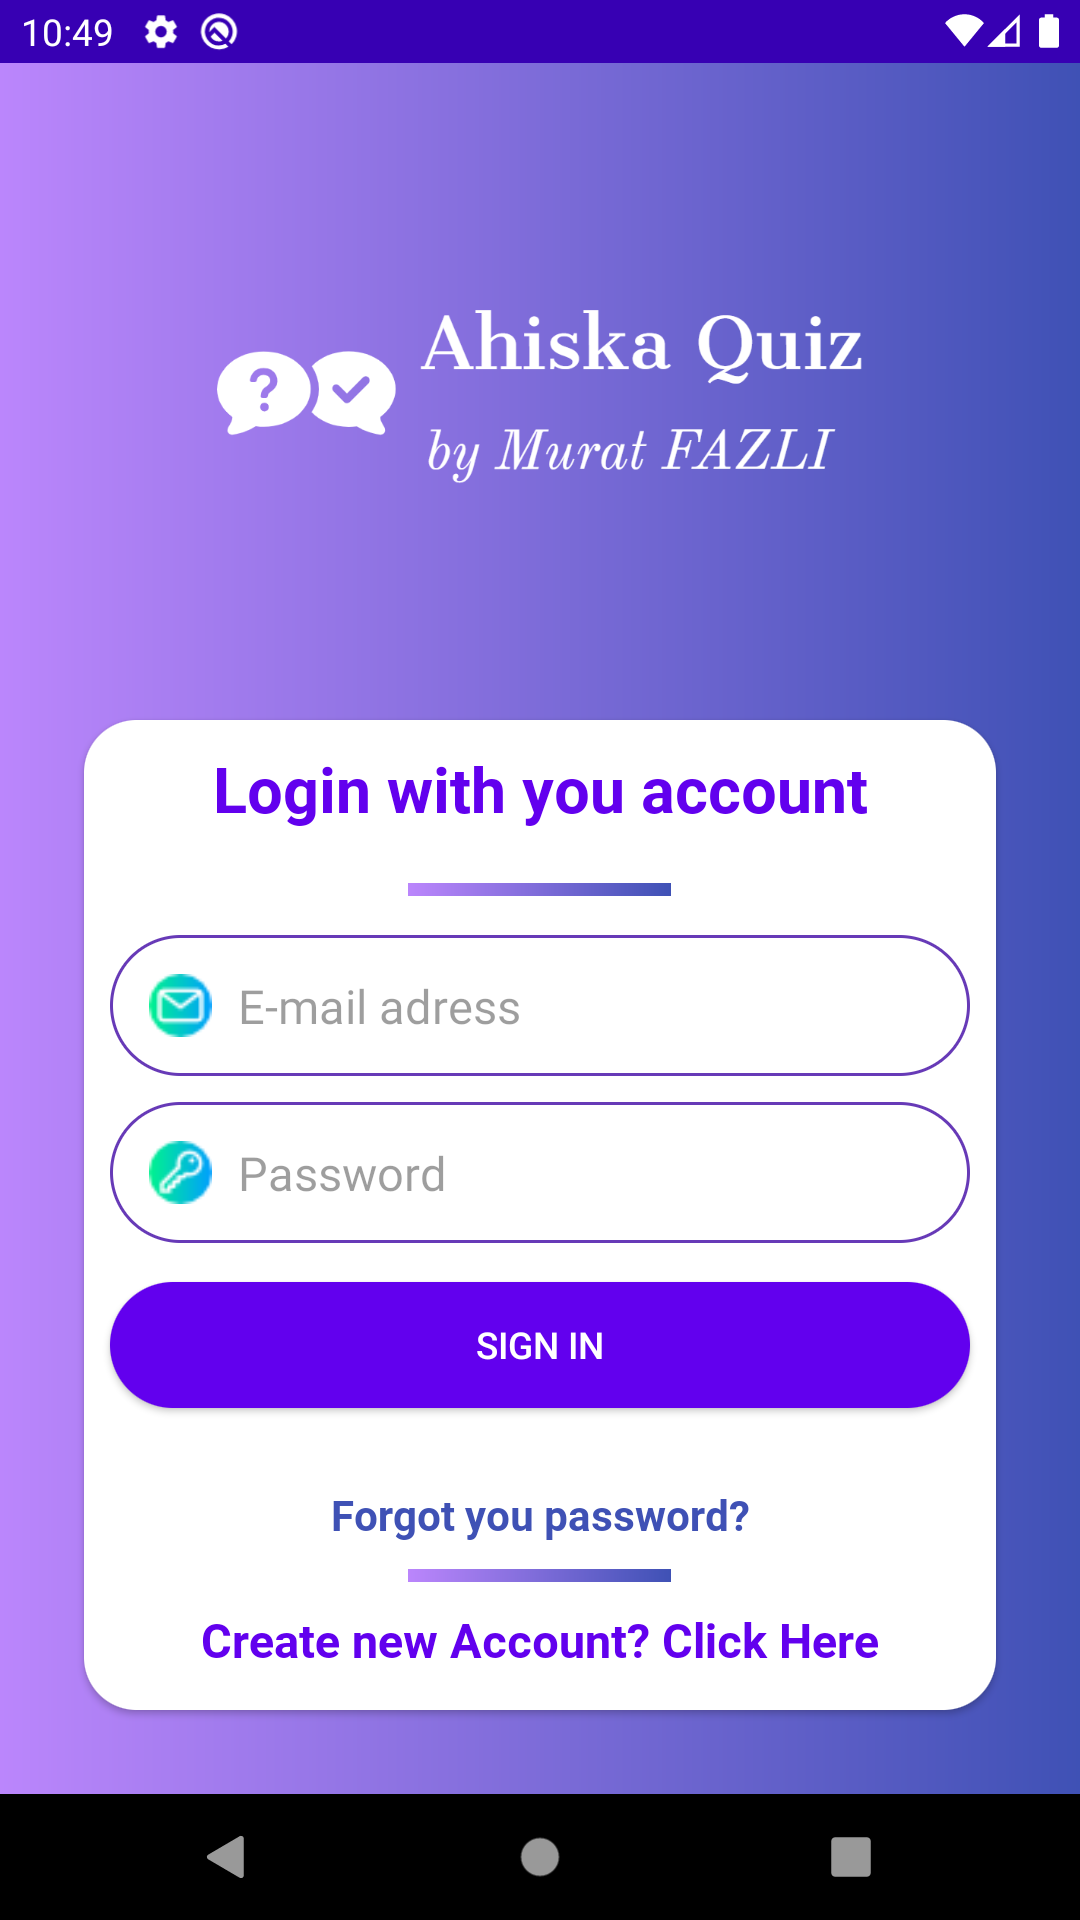 10:49
Ahiska Quiz
by Murat FAZLI
Login with you account
E-mail adress
Password
SIGN IN
Forgot you password?
Create new Account? Click Here